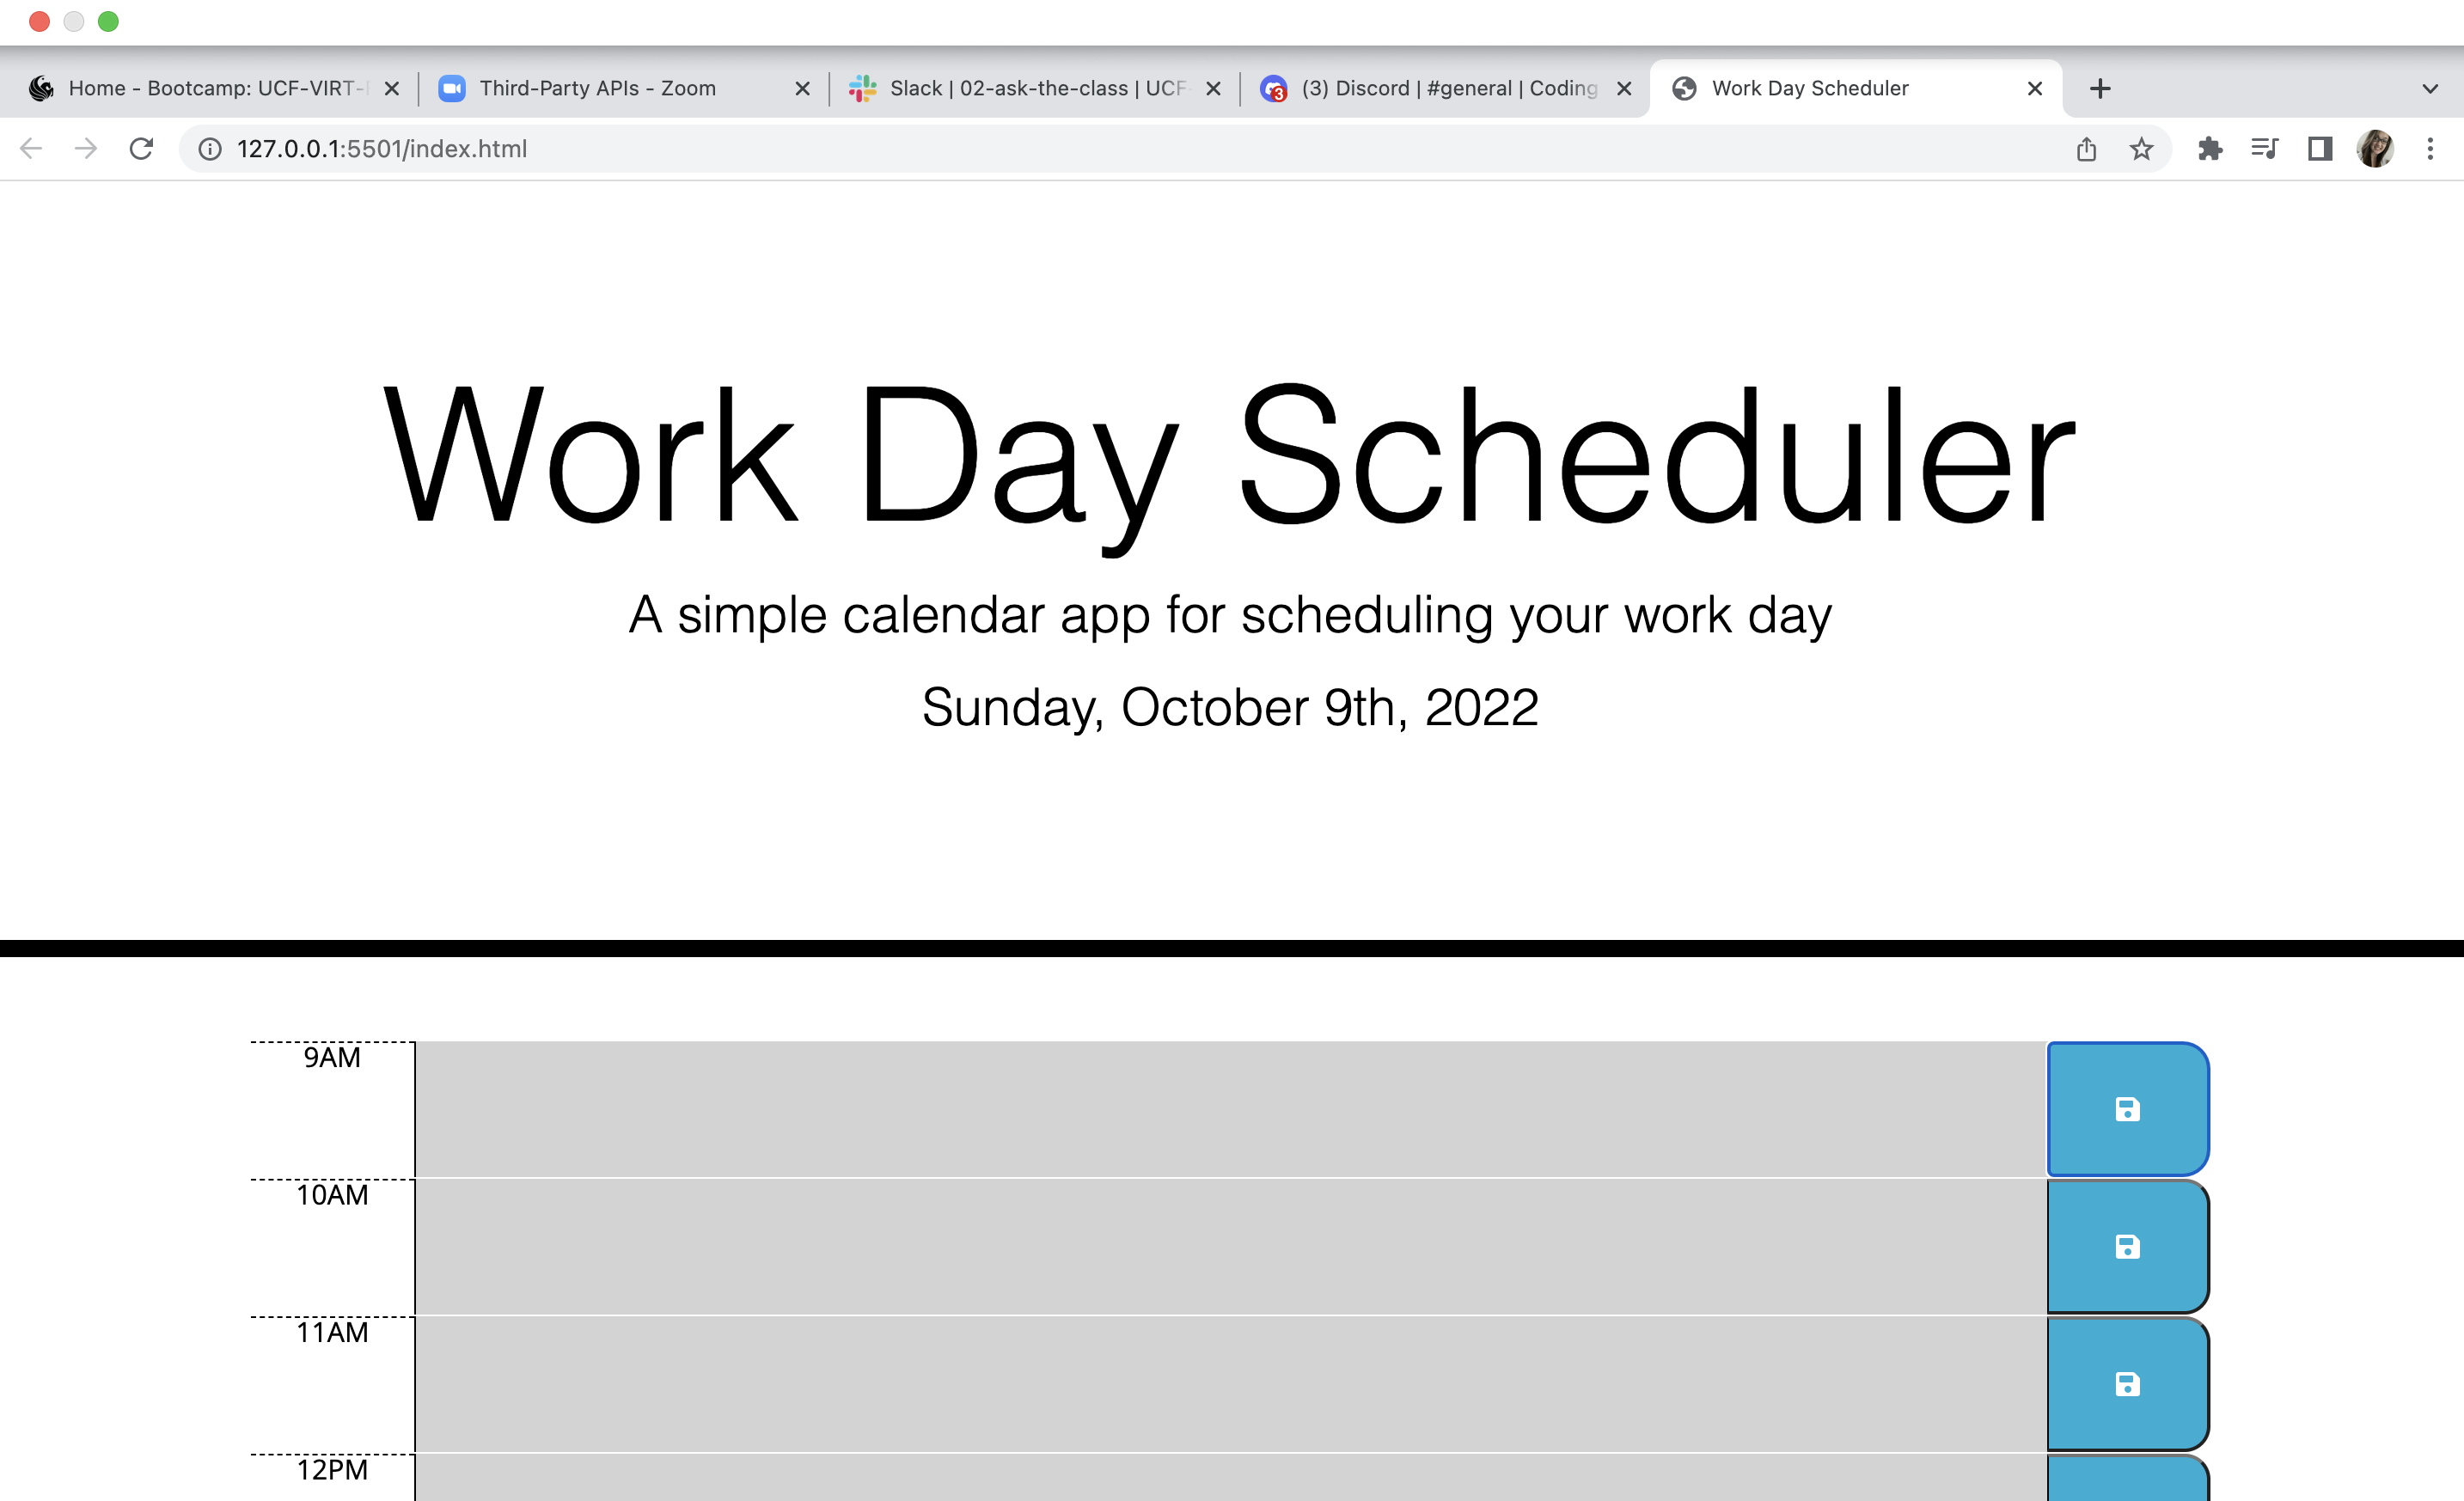 Home - Bootcamp: UCF-VIRT-
Third-Party APIs - Zoom
Slack | 02-ask-the-class | UCF-
3
(3) Discord | #general | Coding
Work Day Scheduler
127.0.0.1:5501/index.html
Work Day Scheduler
A simple calendar app for scheduling your work day
Sunday, October 9th, 2022
9AM
10AM
11AM
12PM